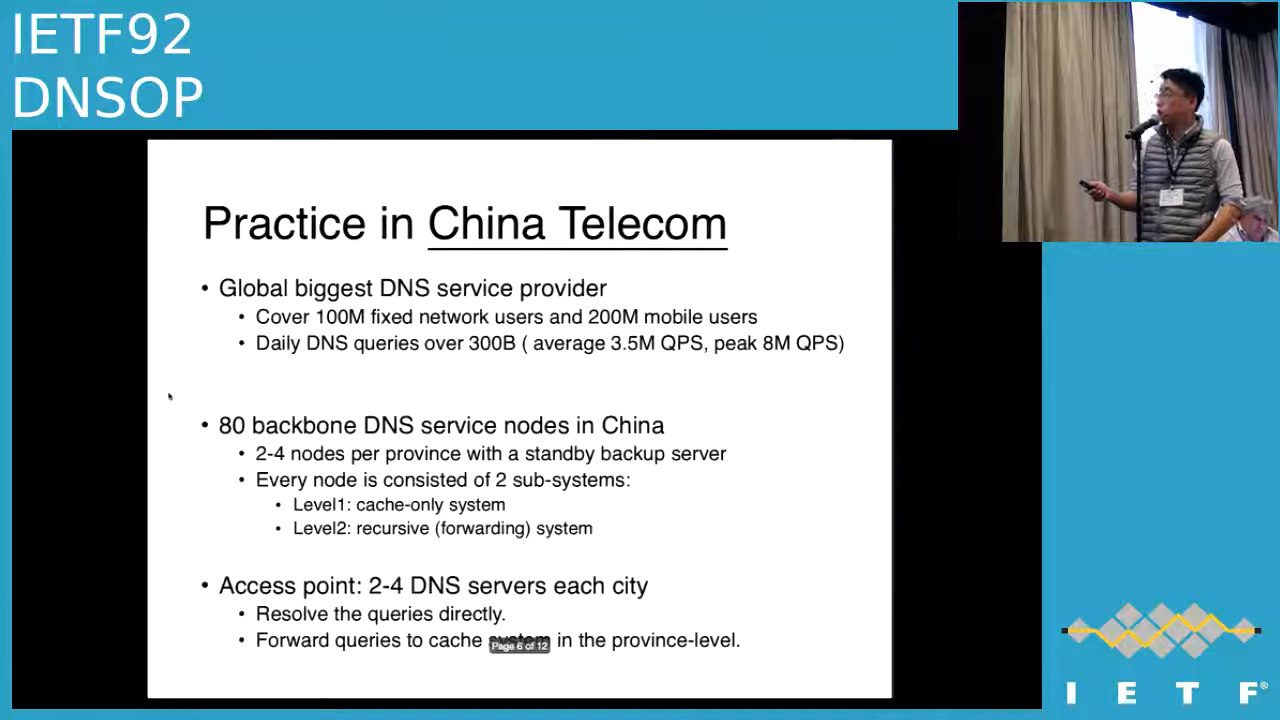 IETF92
DNSOP
Practice in China Telecom
• Global biggest DNS service provider
• Cover 100M fixed network users and 200M mobile users
• Daily DNS queries over 300B ( average 3.5M QPS, peak 8M QPS)
• 80 backbone DNS service nodes in China
• 2-4 nodes per province with a standby backup server
• Every node is consisted of 2 sub-systems:
• Level1: cache-only system
• Level2: recursive (forwarding) system
• Access point: 2-4 DNS servers each city
• Resolve the queries directly.
• Forward queries to cache system in the province-level.
Page 6 of 12
I E T F®